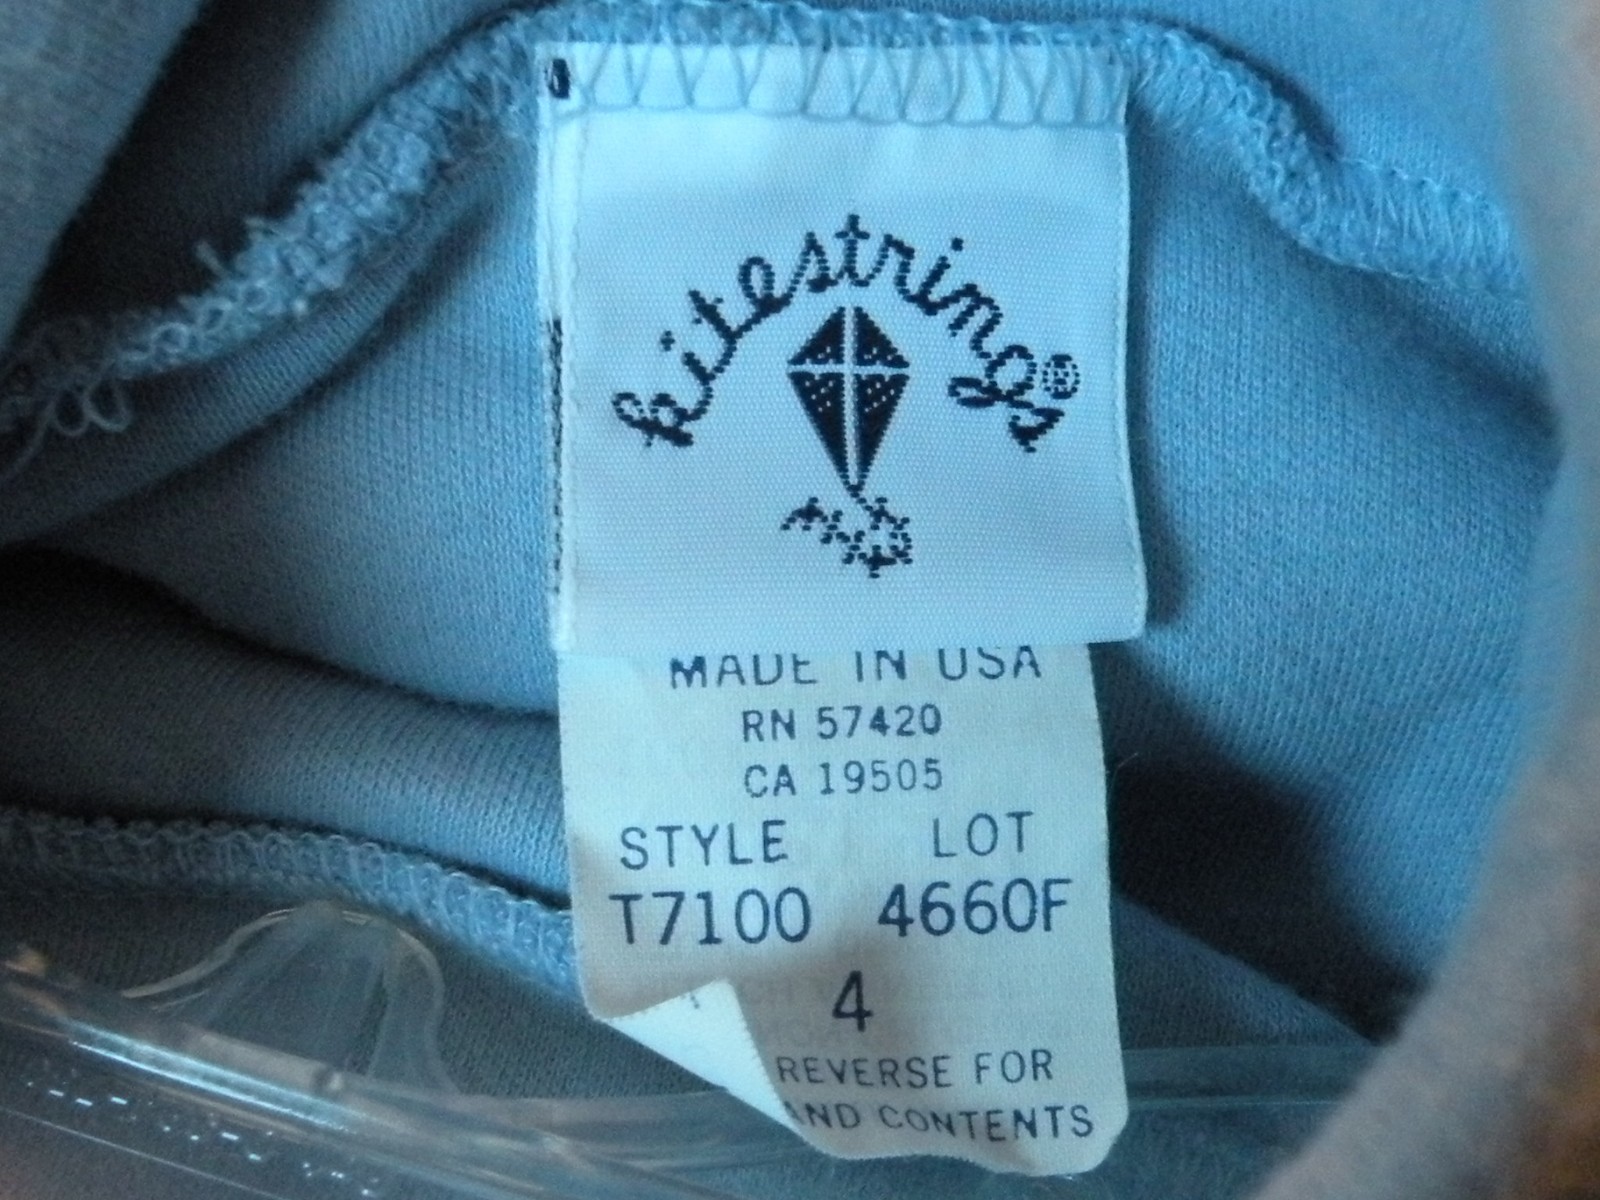 kitestrings®
MADE IN USA
RN 57420
CA 19505
STYLE LOT
T7100 4660F
4
REVERSE FOR
AND CONTENTS